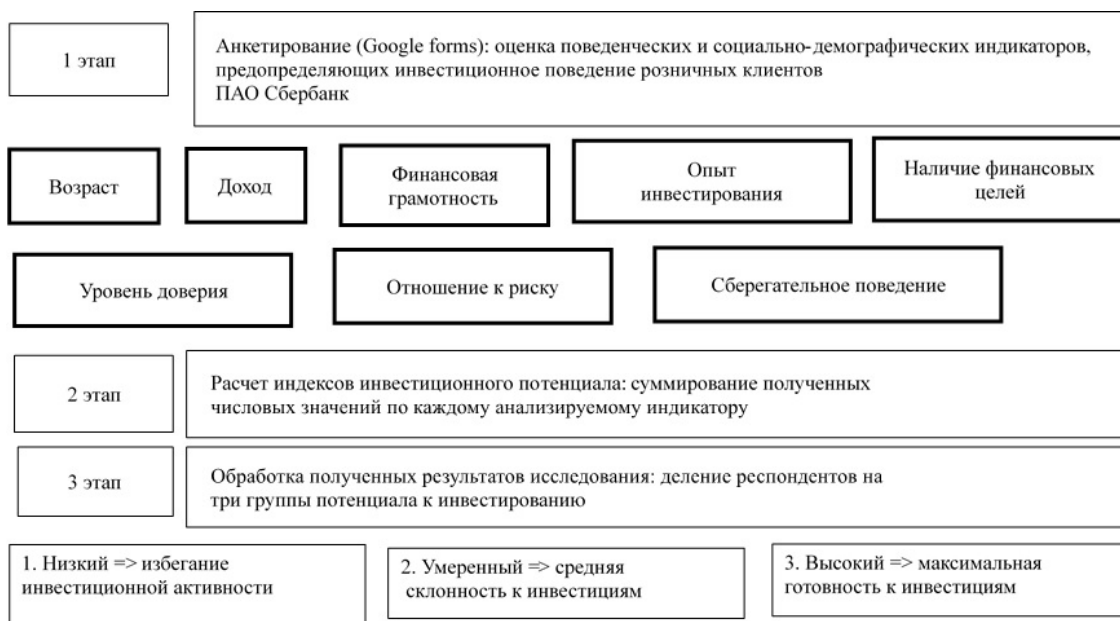 1 этап
Анкетирование (Google forms): оценка поведенческих и социально-демографических индикаторов,
предопределяющих инвестиционное поведение розничных клиентов
ПАО Сбербанк
Возраст
Доход
Финансовая
грамотность
Опыт
инвестирования
Наличие финансовых
целей
Уровень доверия
Отношение к риску
Сберегательное поведение
2 этап
Расчет индексов инвестиционного потенциала: суммирование полученных
числовых значений по каждому анализируемому индикатору
3 этап
Обработка полученных результатов исследования: деление респондентов на
три группы потенциала к инвестированию
1. Низкий => избегание
инвестиционной активности
2. Умеренный => средняя
склонность к инвестициям
3. Высокий => максимальная
готовность к инвестициям